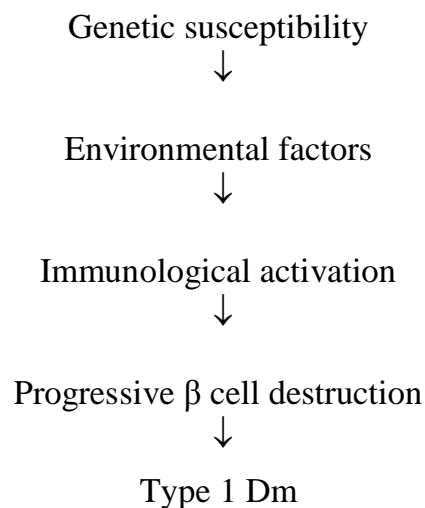 Genetic susceptibility
↓
Environmental factors
↓
Immunological activation
↓
Progressive β cell destruction
↓
Type 1 Dm